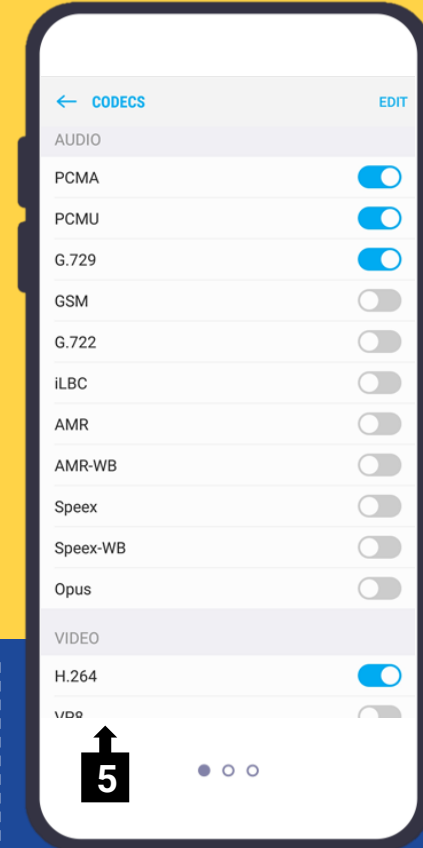 ← CODECS EDIT
AUDIO
PCMA
PCMU
G.729
GSM
G.722
iLBC
AMR
AMR-WB
Speex
Speex-WB
Opus
VIDEO
H.264
VP8
5